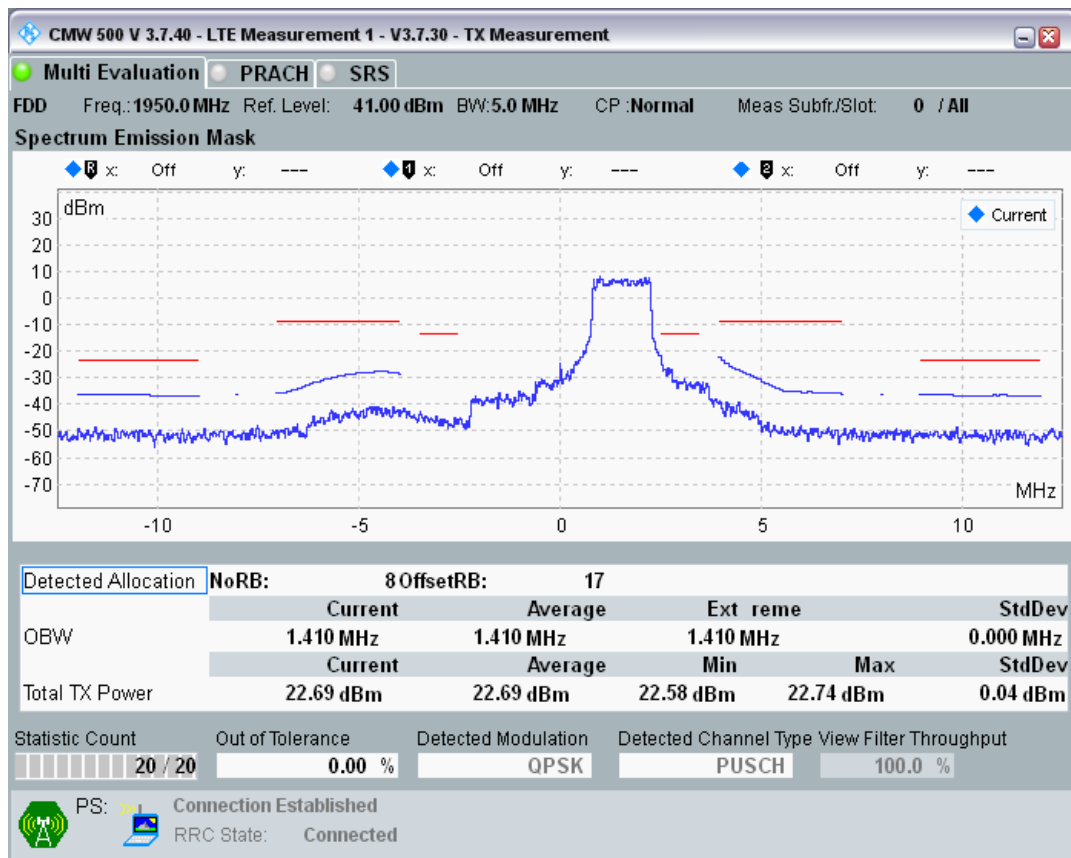 CMW 500 V 3.7.40 - LTE Measurement 1 - V3.7.30 - TX Measurement
Multi Evaluation PRACH SRS
FDD Freq.:1950.0 MHz Ref. Level: 41.00 dBm BW:5.0 MHz CP :Normal Meas Subfr./Slot: 0 / All
Spectrum Emission Mask
R x: Off y: --- 1 x: Off y: --- 2 x: Off y: ---
dBm
Current
30
20
10
0
-10
-20
-30
-40
-50
-60
-70
MHz
-10 -5 0 5 10
Detected Allocation NoRB: 8 OffsetRB: 17
Current Average Ext reme StdDev
OBW 1.410 MHz 1.410 MHz 1.410 MHz 0.000 MHz
Current Average Min Max StdDev
Total TX Power 22.69 dBm 22.69 dBm 22.58 dBm 22.74 dBm 0.04 dBm
Statistic Count Out of Tolerance Detected Modulation Detected Channel Type View Filter Throughput
20 / 20 0.00 % QPSK PUSCH 100.0 %
PS: Connection Established
RRC State: Connected